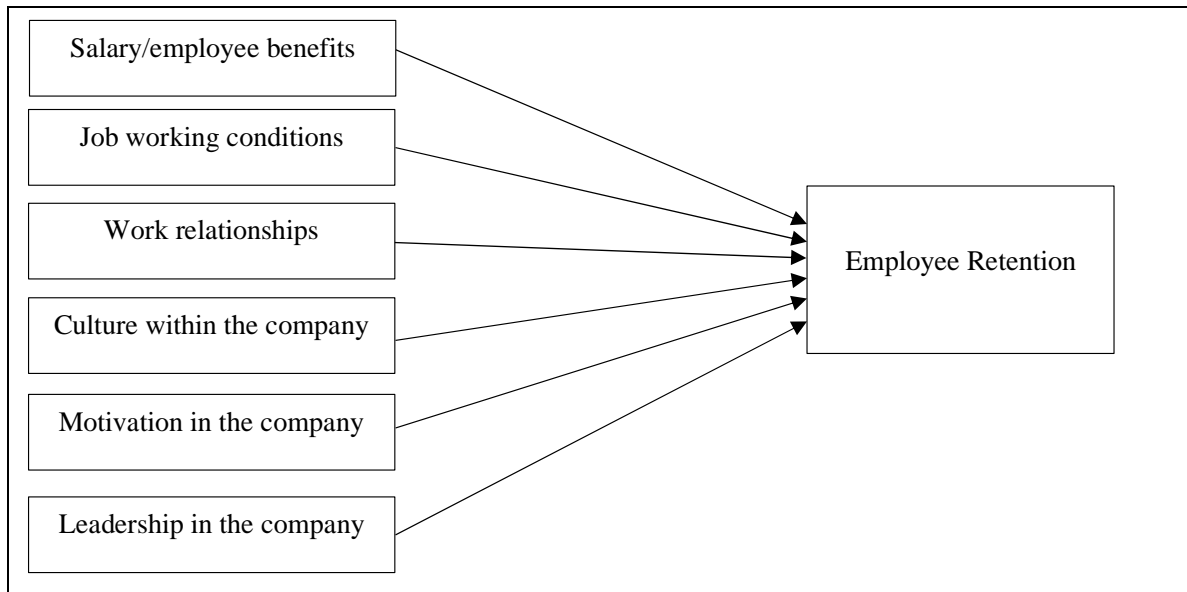 Salary/employee benefits
Job working conditions
Work relationships
Culture within the company
Motivation in the company
Leadership in the company
Employee Retention